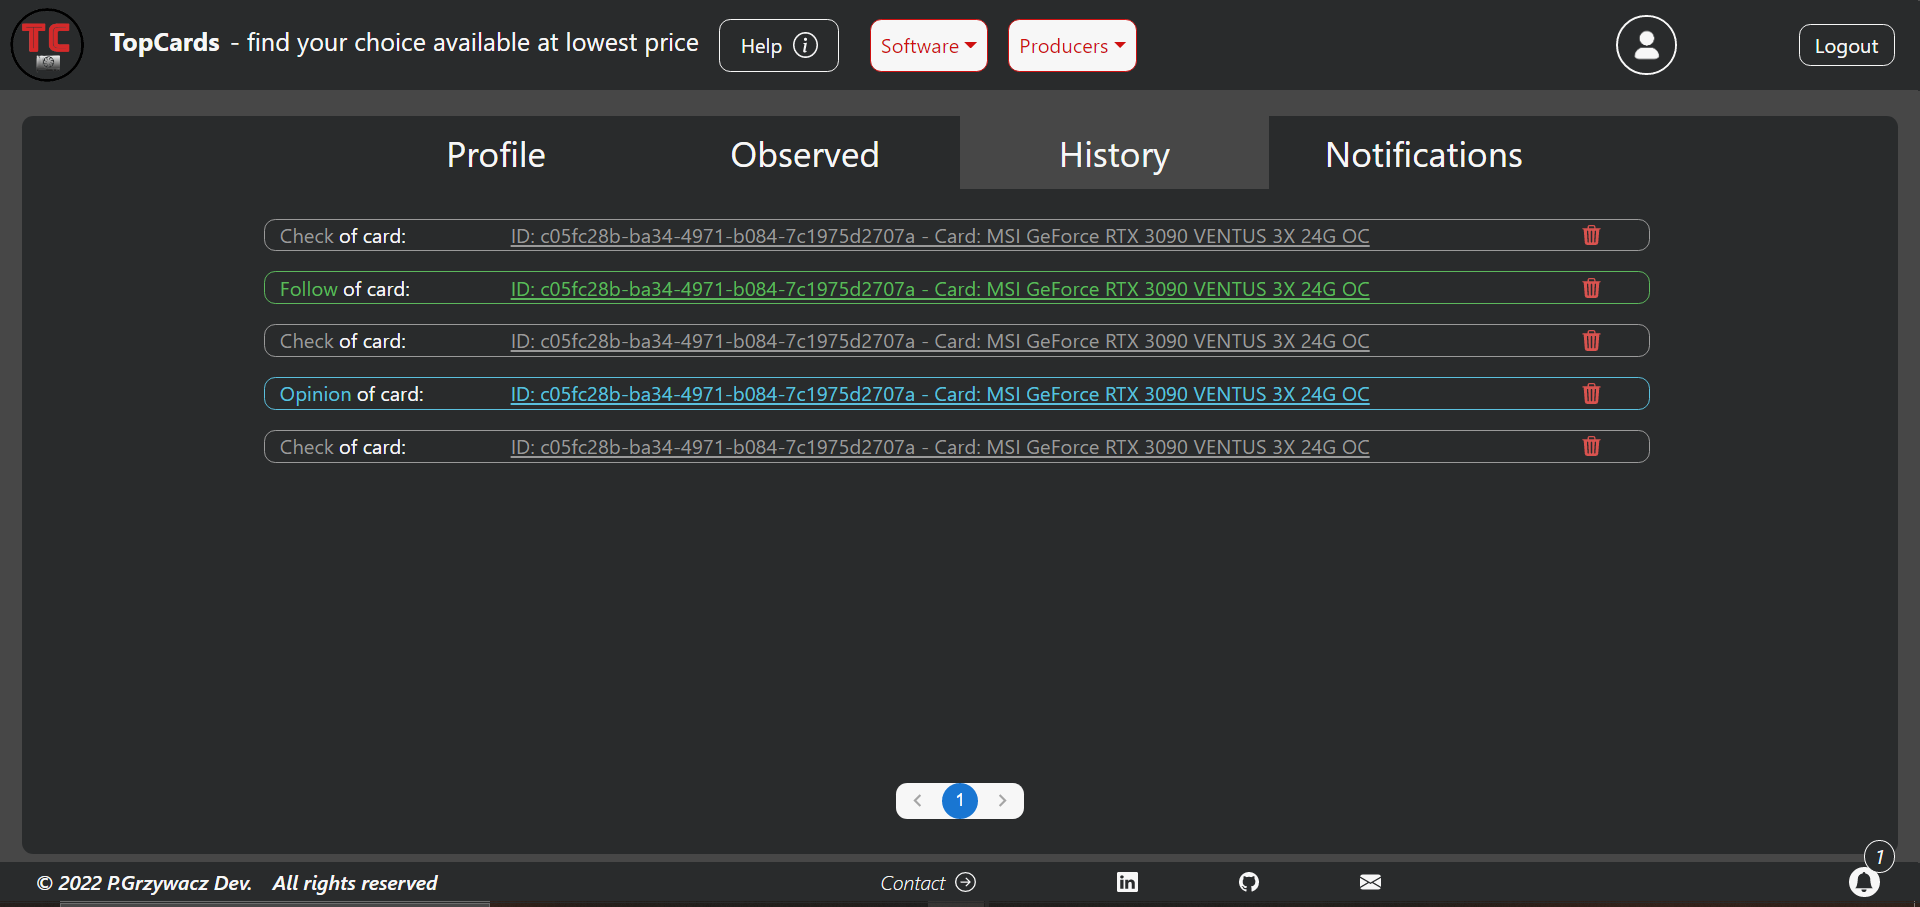 TC
TopCards - find your choice available at lowest price
Help
Software
Producers
Logout
Profile
Observed
History
Notifications
Check of card: ID: c05fc28b-ba34-4971-b084-7c1975d2707a - Card: MSI GeForce RTX 3090 VENTUS 3X 24G OC
Follow of card: ID: c05fc28b-ba34-4971-b084-7c1975d2707a - Card: MSI GeForce RTX 3090 VENTUS 3X 24G OC
Check of card: ID: c05fc28b-ba34-4971-b084-7c1975d2707a - Card: MSI GeForce RTX 3090 VENTUS 3X 24G OC
Opinion of card: ID: c05fc28b-ba34-4971-b084-7c1975d2707a - Card: MSI GeForce RTX 3090 VENTUS 3X 24G OC
Check of card: ID: c05fc28b-ba34-4971-b084-7c1975d2707a - Card: MSI GeForce RTX 3090 VENTUS 3X 24G OC
1
1
© 2022 P.Grzywacz Dev. All rights reserved
Contact